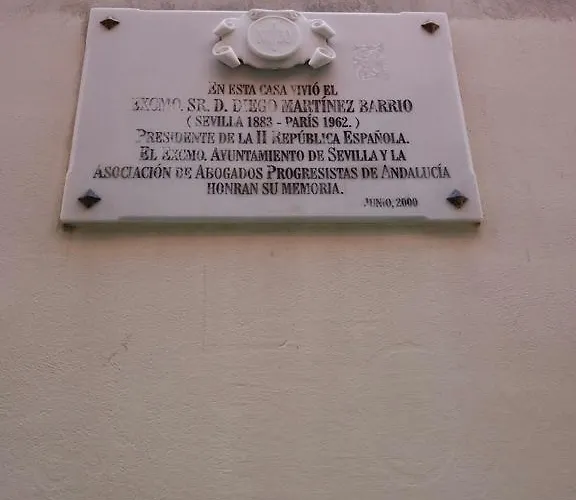 EN ESTA CASA VIVIÓ EL
EXCMO. SR. D. DIEGO MARTÍNEZ BARRIO
( SEVILLA 1883 - PARÍS 1962. )
PRESIDENTE DE LA II REPÚBLICA ESPAÑOLA.
EL EXCMO. AYUNTAMIENTO DE SEVILLA Y LA
ASOCIACIÓN DE ABOGADOS PROGRESISTAS DE ANDALUCÍA
HONRAN SU MEMORIA.
JUNIO, 2000